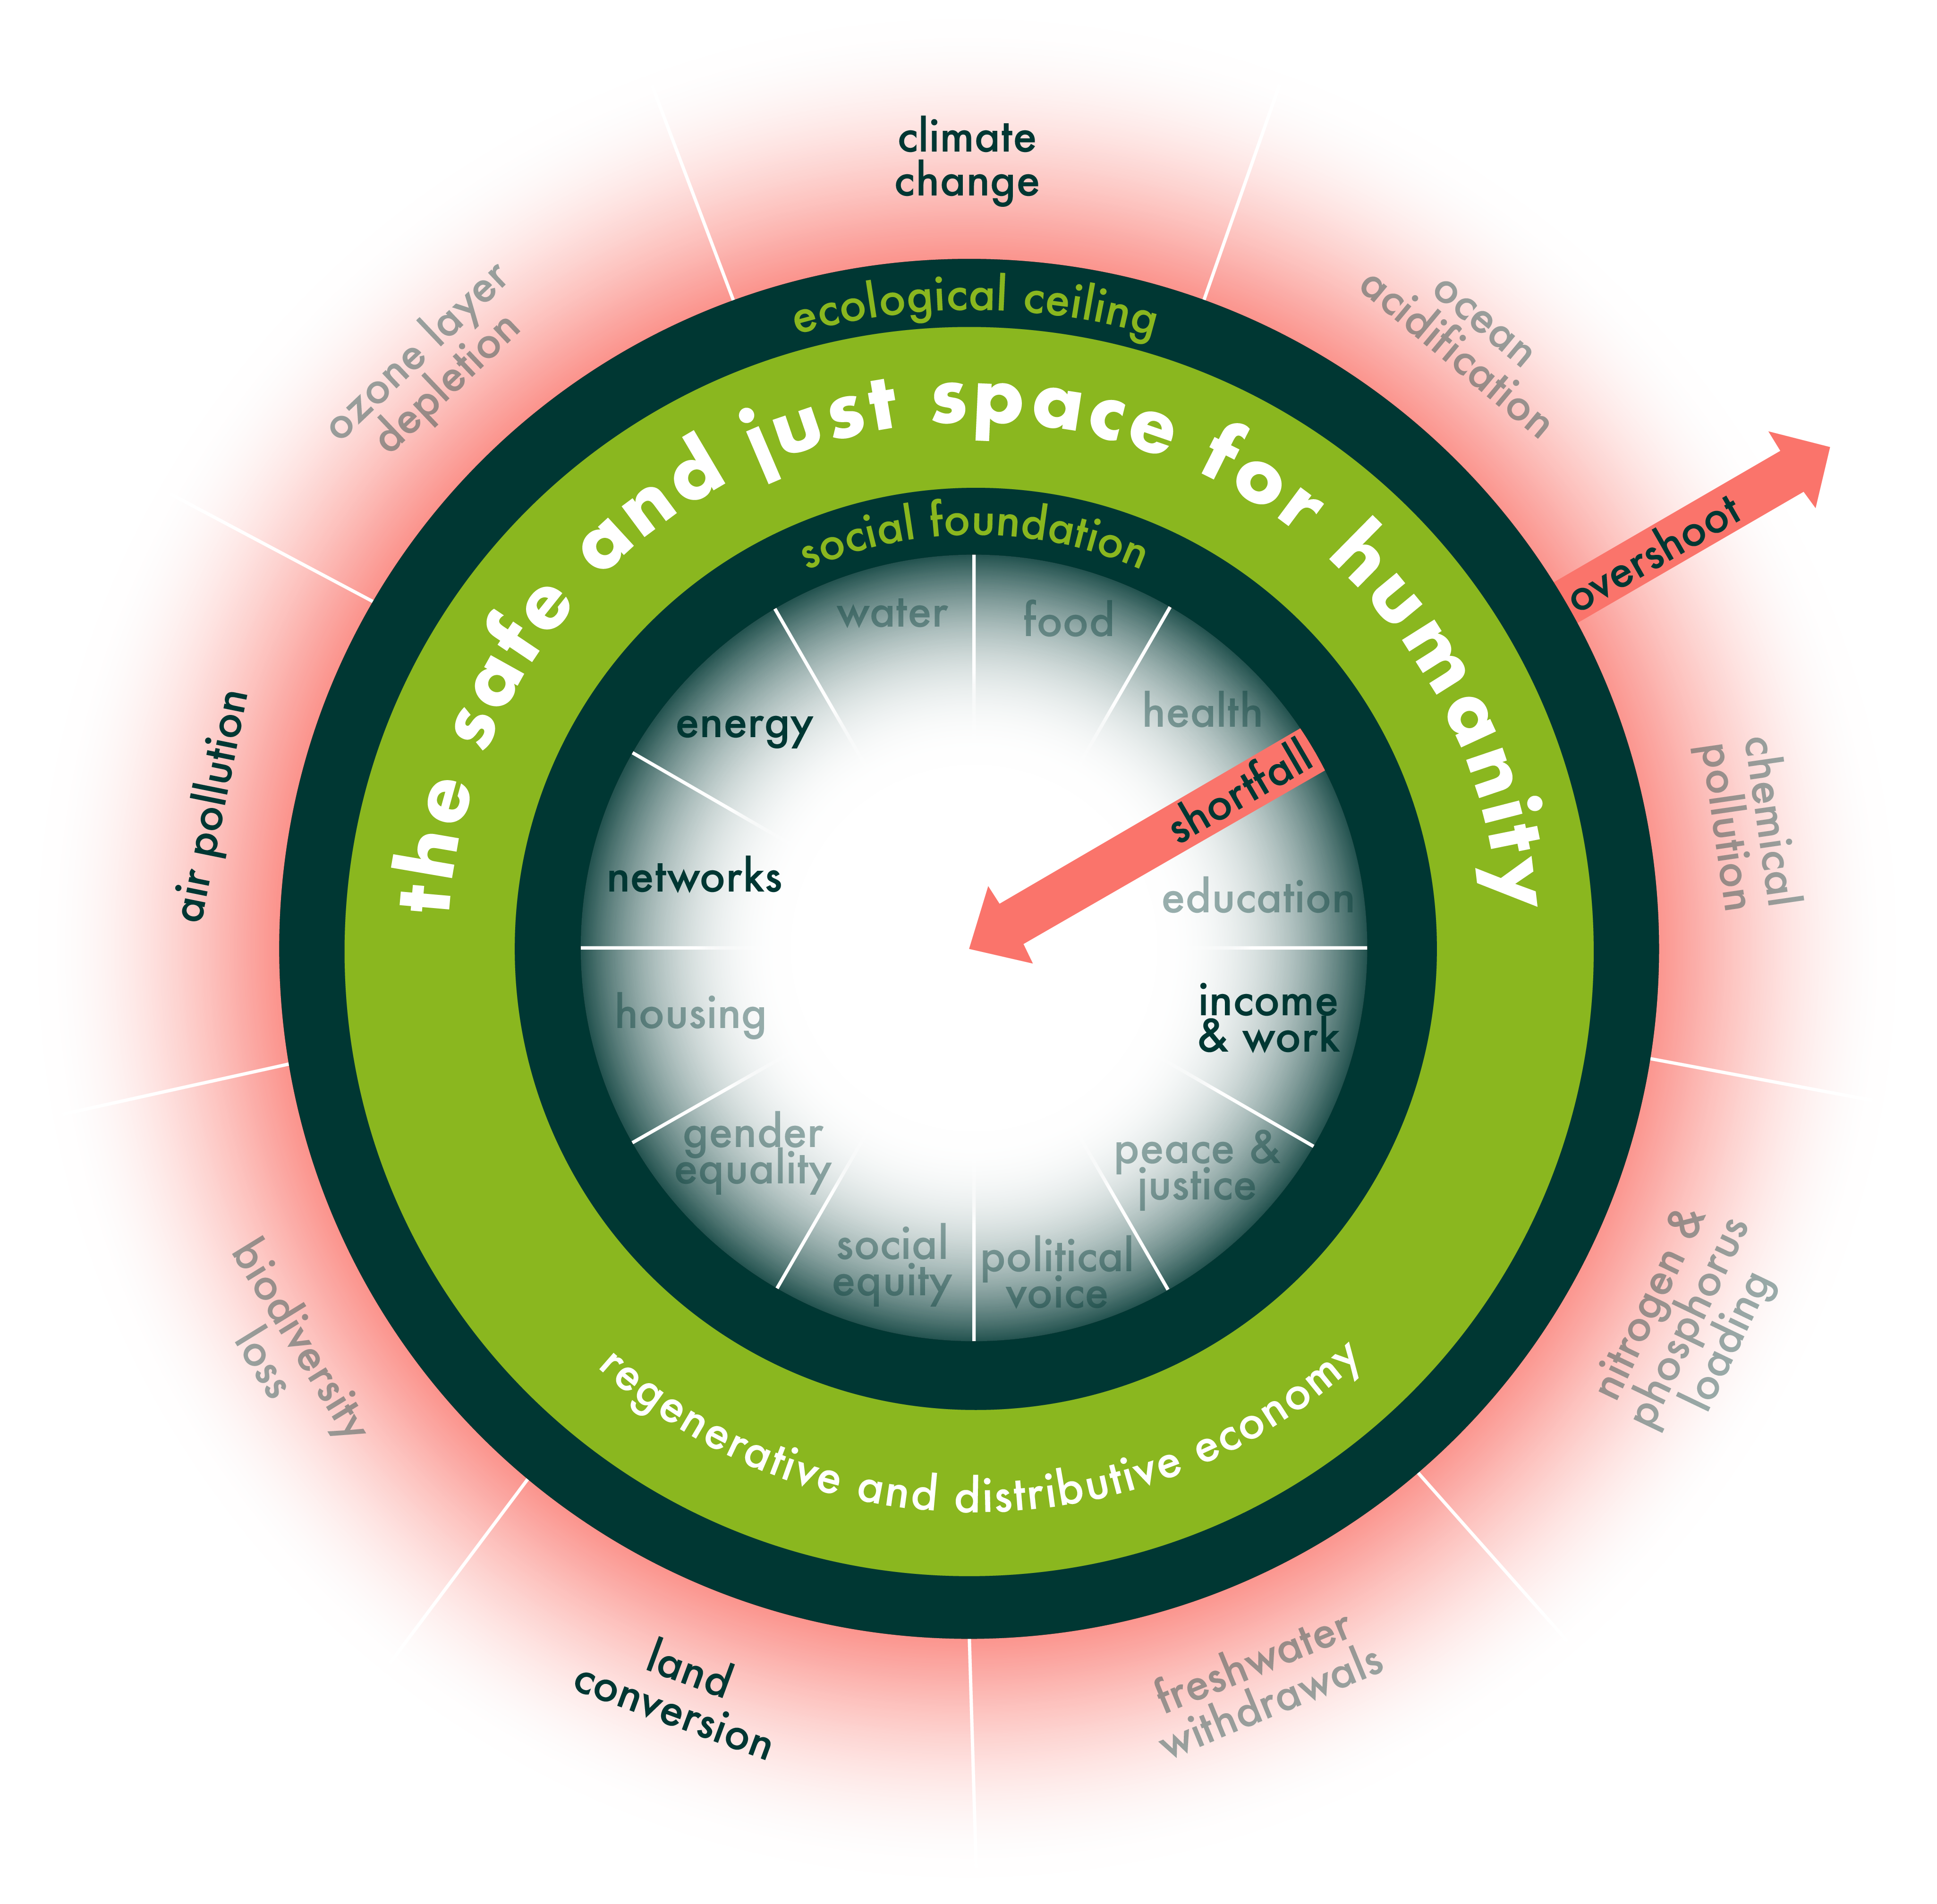 climate
change
ocean
acidification
overshoot
chemical
pollution
nitrogen &
phosphorus
loading
freshwater
withdrawals
land
conversion
biodiversity
loss
air pollution
ozone layer
depletion
ecological ceiling
the safe and just space for humanity
social foundation
water
food
health
shortfall
education
income
& work
peace &
justice
political
voice
social
equity
gender
equality
housing
networks
energy
regenerative and distributive economy